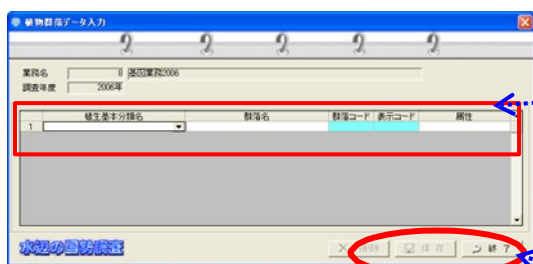 植物群落データ入力
業務名 8 基図業務2006
調査年度 2006年
植生基本分類名 群落名 群落コード 表示コード 属性
1
水辺の国勢調査
削除 保存 終了